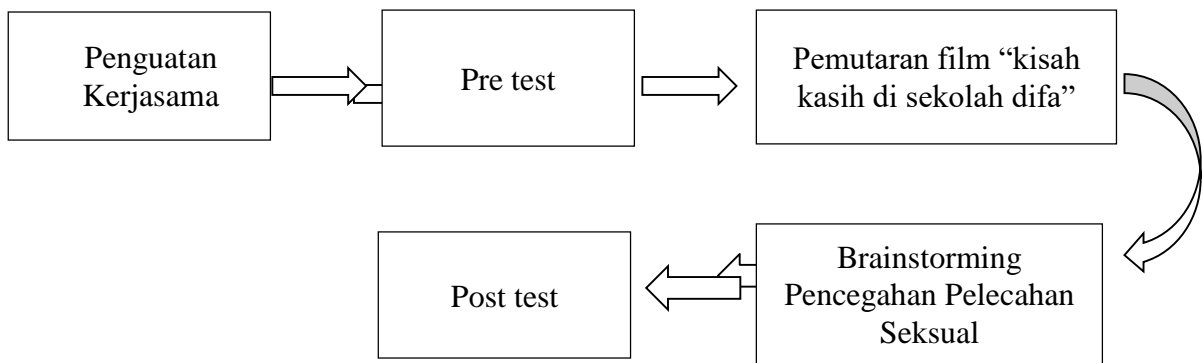 Penguatan
Kerjasama
Pre test
Pemutaran film “kisah
kasih di sekolah difa”
Brainstorming
Pencegahan Pelecahan
Seksual
Post test